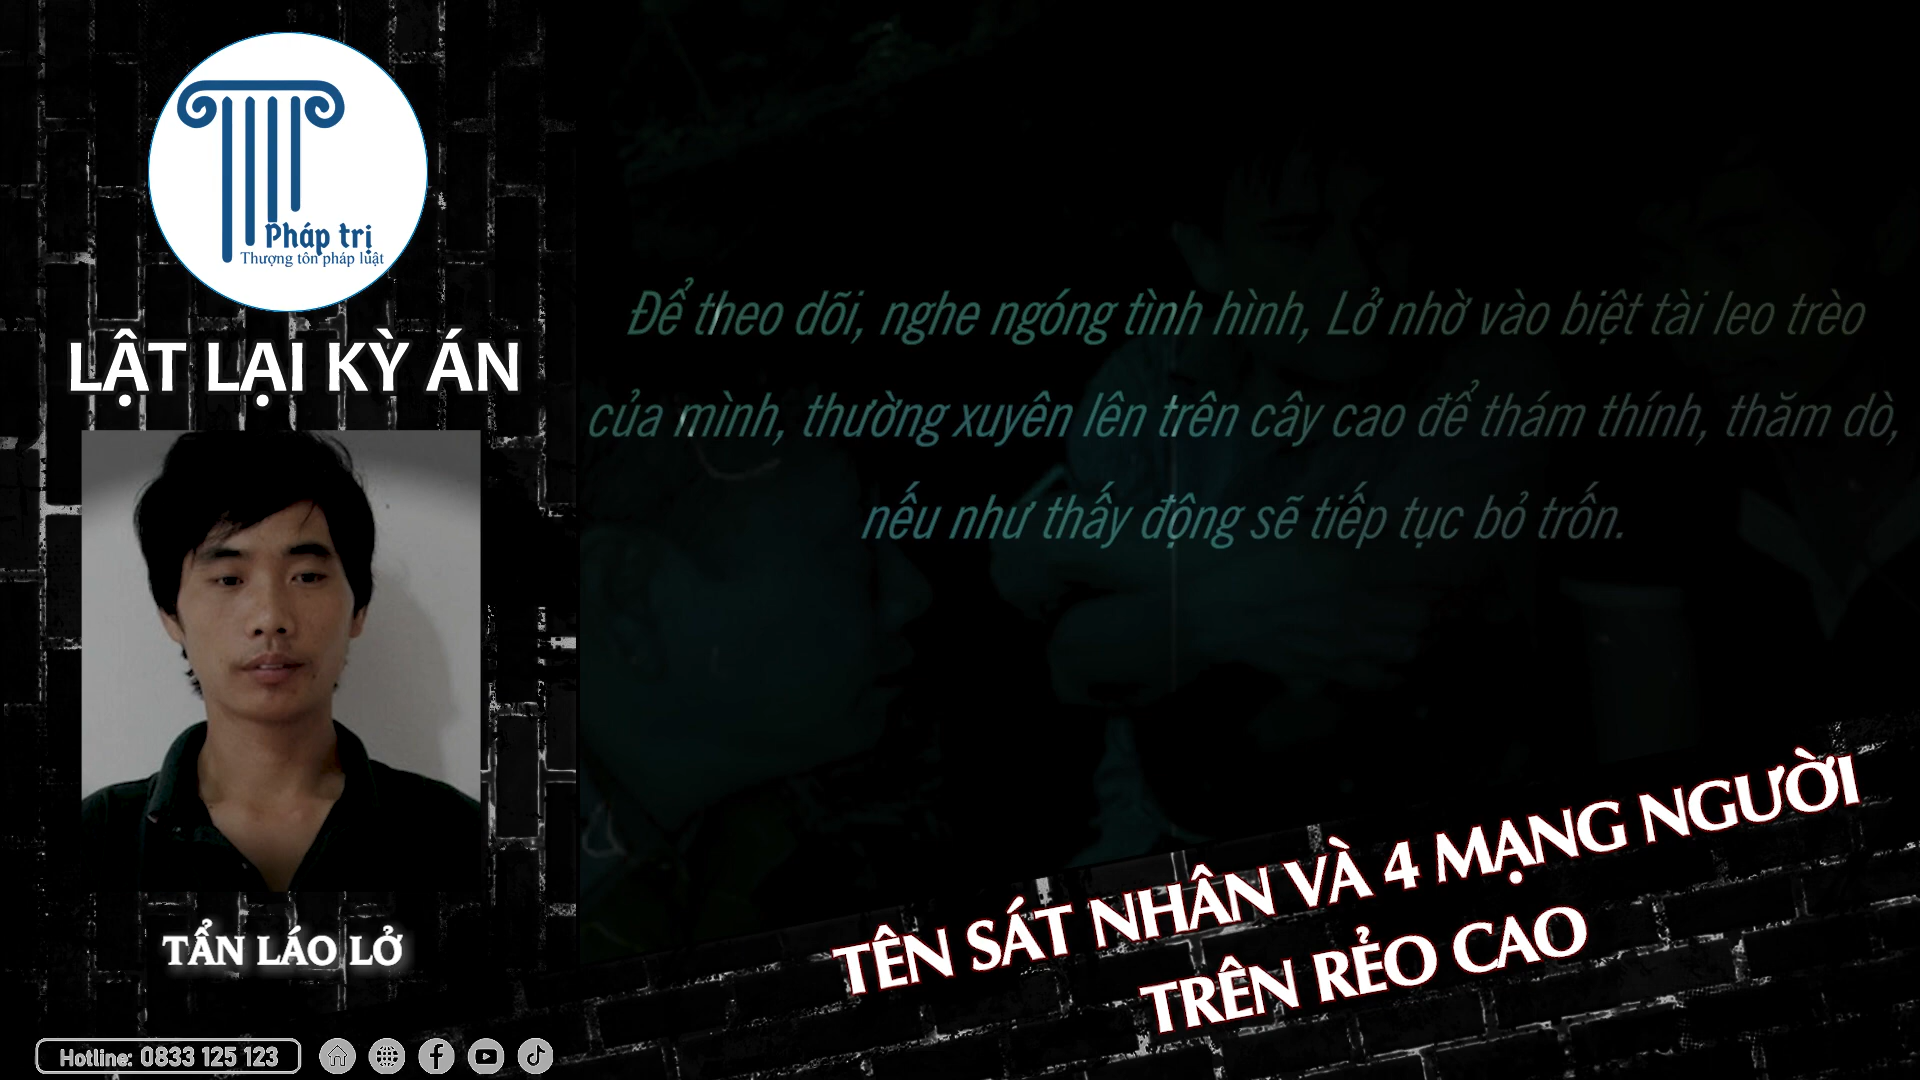 Pháp trị
Thượng tôn pháp luật
LẬT LẠI KỲ ÁN
TẨN LÁO LỞ
Hotline: 0833 125 123
Để theo dõi, nghe ngóng tình hình, Lở nhờ vào biệt tài leo trèo
của mình, thường xuyên lên trên cây cao để thám thính, thăm dò,
nếu như thấy động sẽ tiếp tục bỏ trốn.
TÊN SÁT NHÂN VÀ 4 MẠNG NGƯỜI
TRÊN RẺO CAO